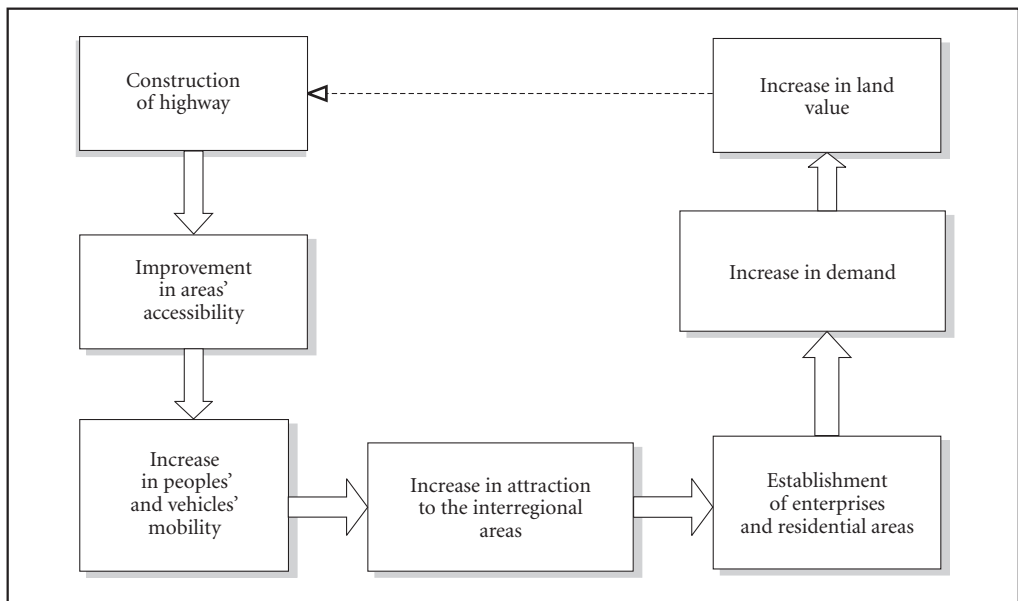 Construction
of highway
Improvement
in areas’
accessibility
Increase
in peoples’
and vehicles’
mobility
Increase in attraction
to the interregional
areas
Establishment
of enterprises
and residential areas
Increase in demand
Increase in land
value